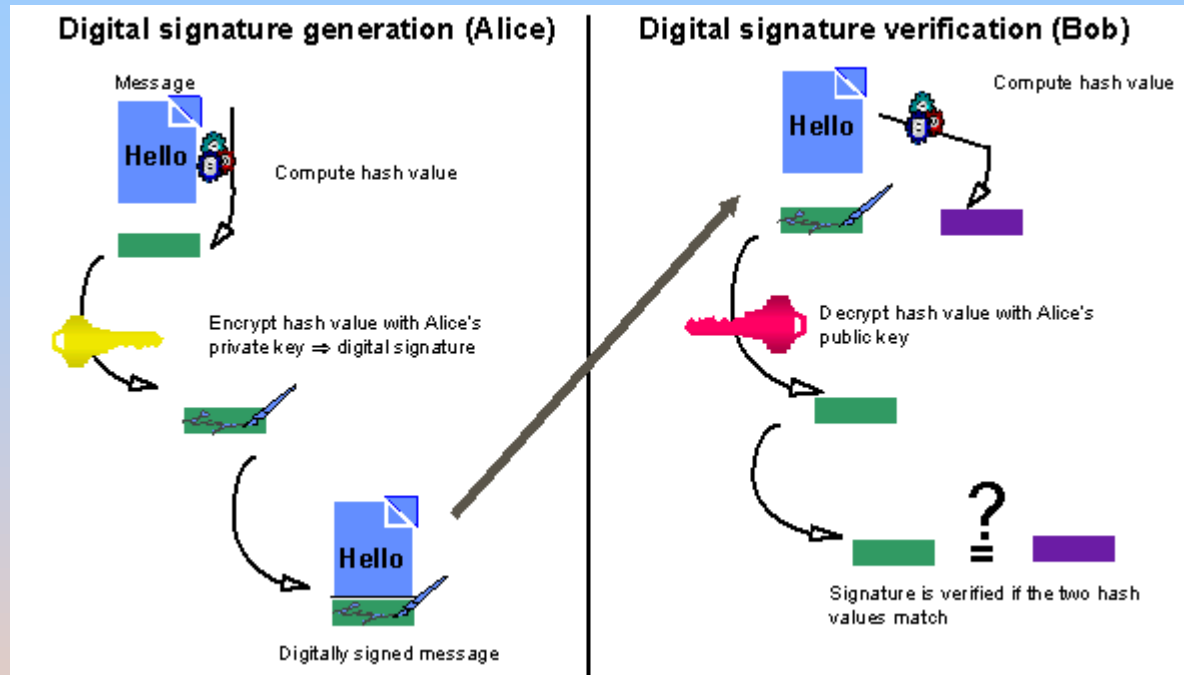 Digital signature generation (Alice)
Message
Hello
Compute hash value
Encrypt hash value with Alice's
private key ⇒ digital signature
Hello
Digitally signed message
Digital signature verification (Bob)
Compute hash value
Hello
Decrypt hash value with Alice's
public key
?
=
Signature is verified if the two hash
values match